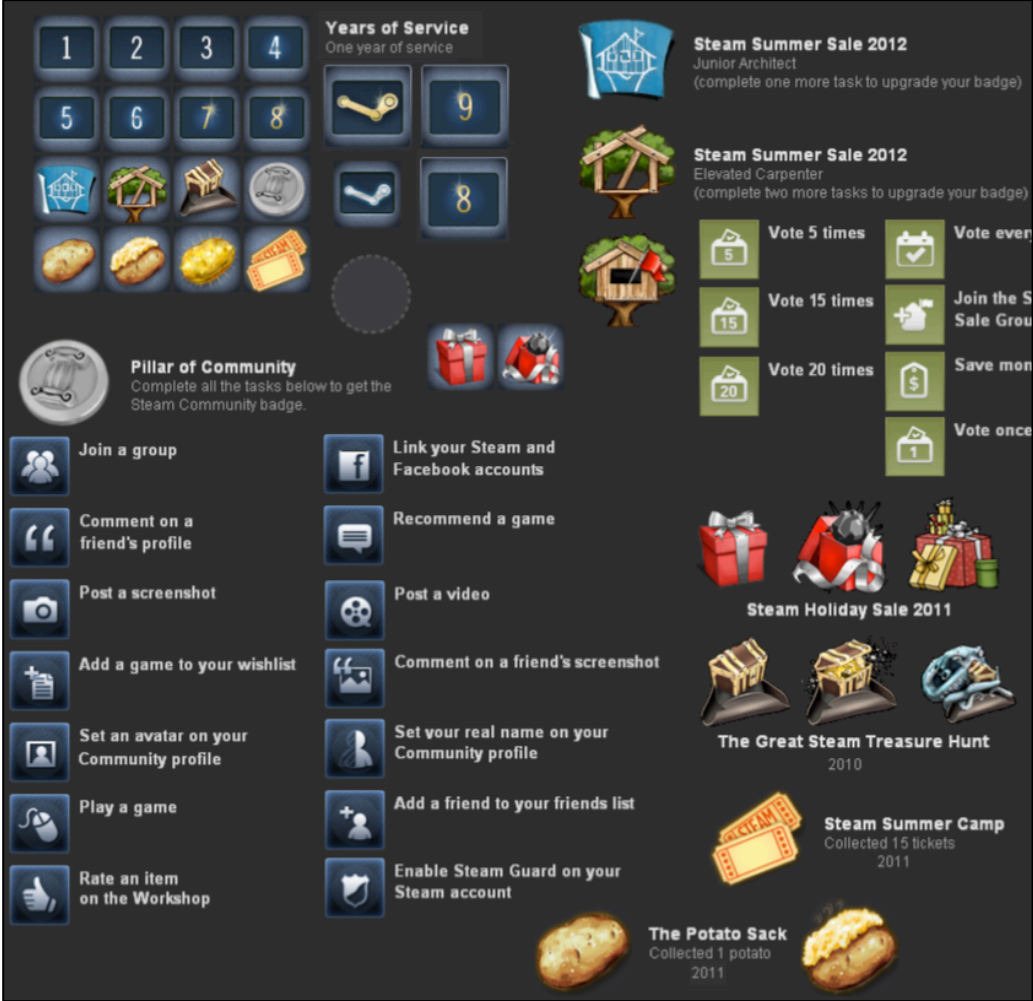 1 2 3 4
5 6 7 8
Years of Service
One year of service
9
8
Steam Summer Sale 2012
Junior Architect
(complete one more task to upgrade your badge)
Steam Summer Sale 2012
Elevated Carpenter
(complete two more tasks to upgrade your badge)
5
Vote 5 times
15
Vote 15 times
20
Vote 20 times
Vote ever
Join the S
Sale Grou
$
Save mon
1
Vote once
Pillar of Community
Complete all the tasks below to get the
Steam Community badge.
Join a group
f
Link your Steam and
Facebook accounts
Comment on a
friend's profile
Recommend a game
Post a screenshot
Post a video
Add a game to your wishlist
Comment on a friend's screenshot
Set an avatar on your
Community profile
Set your real name on your
Community profile
Play a game
Add a friend to your friends list
Rate an item
on the Workshop
Enable Steam Guard on your
Steam account
Steam Holiday Sale 2011
The Great Steam Treasure Hunt
2010
STEAM
STEAM
Steam Summer Camp
Collected 15 tickets
2011
The Potato Sack
Collected 1 potato
2011